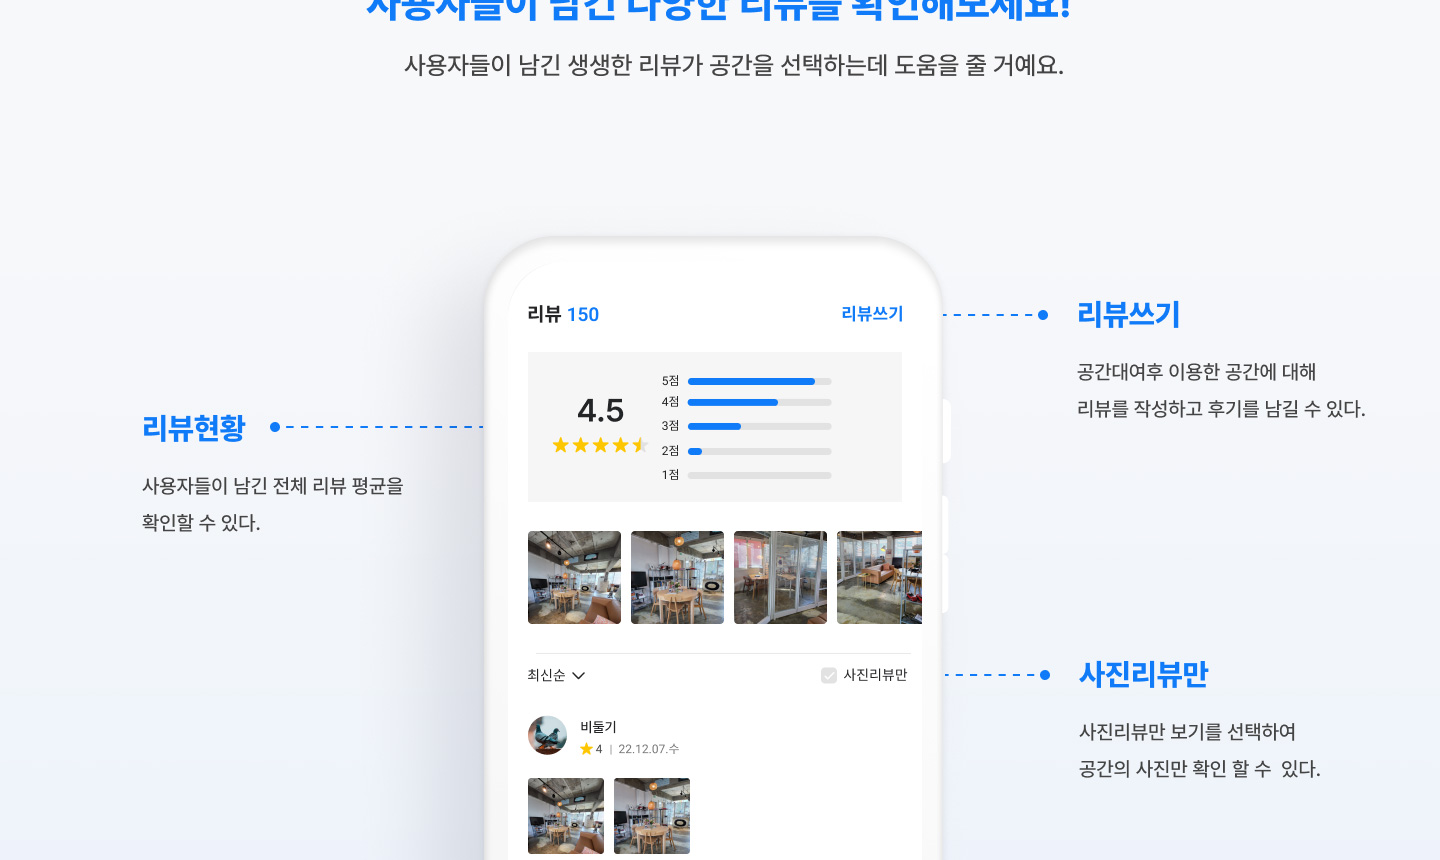 사용자들이 남긴 다양한 리뷰를 확인해보세요!
사용자들이 남긴 생생한 리뷰가 공간을 선택하는데 도움을 줄 거예요.
리뷰 150
리뷰쓰기
4.5
5점
4점
3점
2점
1점
최신순
사진리뷰만
비둘기
4 | 22.12.07.수
리뷰현황
사용자들이 남긴 전체 리뷰 평균을
확인할 수 있다.
리뷰쓰기
공간대여후 이용한 공간에 대해
리뷰를 작성하고 후기를 남길 수 있다.
사진리뷰만
사진리뷰만 보기를 선택하여
공간의 사진만 확인 할 수 있다.